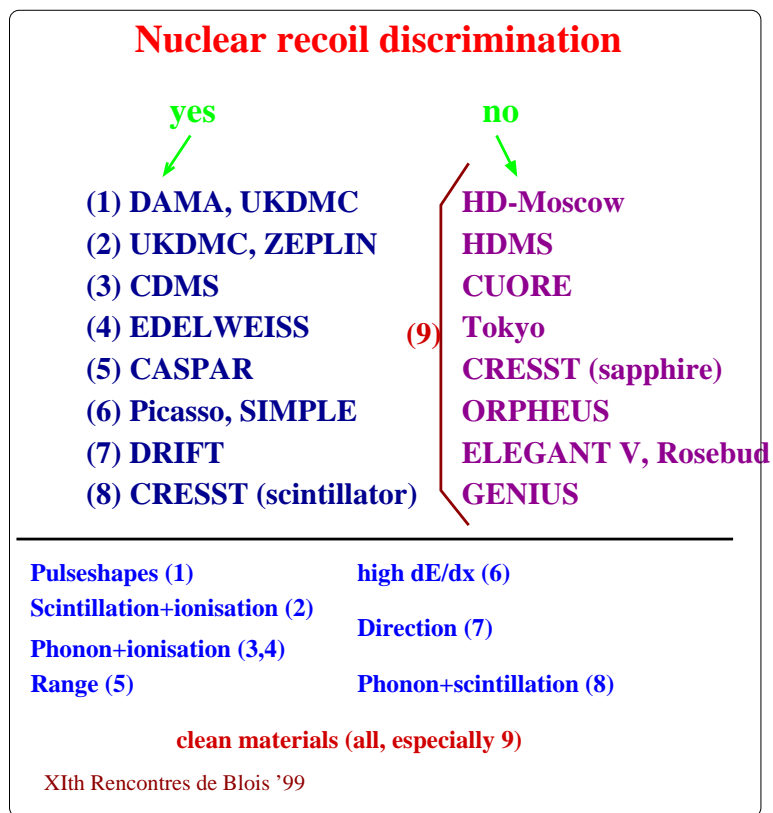 Nuclear recoil discrimination
yes
no
(1) DAMA, UKDMC
(2) UKDMC, ZEPLIN
(3) CDMS
(4) EDELWEISS
(5) CASPAR
(6) Picasso, SIMPLE
(7) DRIFT
(8) CRESST (scintillator)
(9)
HD-Moscow
HDMS
CUORE
Tokyo
CRESST (sapphire)
ORPHEUS
ELEGANT V, Rosebud
GENIUS
Pulseshapes (1)
Scintillation+ionisation (2)
Phonon+ionisation (3,4)
Range (5)
high dE/dx (6)
Direction (7)
Phonon+scintillation (8)
clean materials (all, especially 9)
XIth Rencontres de Blois ’99